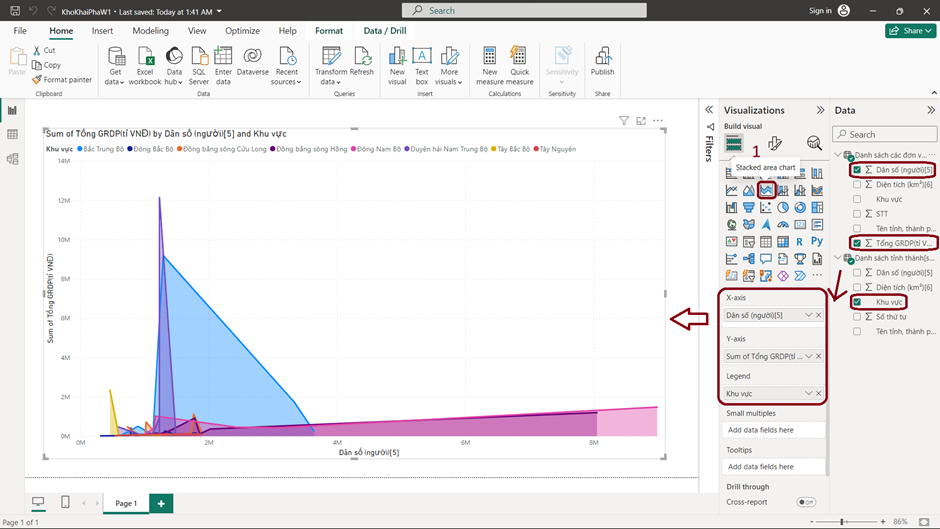 KhoKhaiPhaW1 • Last saved: Today at 1:41 AM
Search
Sign in
File Home Insert Modeling View Optimize Help Format Data / Drill
Share
Paste
Cut
Copy
Format painter
Get data
Excel workbook
Data hub
SQL Server
Enter data
Dataverse
Recent sources
Transform data
Refresh
New visual
Text box
More visuals
New measure
Quick measure
Sensitivity
Publish
Clipboard Data Queries Insert Calculations Sensitivity Share
Sum of Tổng GRDP(tỉ VNĐ) by Dân số (người)[5] and Khu vực
Khu vực Bắc Trung Bộ Đông Bắc Bộ Đồng bằng sông Cửu Long Đồng bằng sông Hồng Đông Nam Bộ Duyên hải Nam Trung Bộ Tây Bắc Bộ Tây Nguyên
14M
12M
10M
8M
6M
4M
2M
0M
Sum of Tổng GRDP(tỉ VNĐ)
0M 2M 4M 6M 8M
Dân số (người)[5]
Filters
Visualizations
Build visual
1
Stacked area chart
R Py
X-axis
Dân số (người)[5]
Y-axis
Sum of Tổng GRDP(tỉ ...
Legend
Khu vực
Small multiples
Add data fields here
Tooltips
Add data fields here
Drill through
Cross-report
Off
Data
Search
Danh sách các đơn v...
Dân số (người)[5]
Diện tích (km²)[6]
Khu vực
STT
Tên tỉnh, thành p...
Tổng GRDP(tỉ V...
Danh sách tỉnh thành[s...
Dân số (người)[5]
Diện tích (km²)[6]
Khu vực
Số thứ tự
Tên tỉnh, thành p...
Page 1
Page 1 of 1
86%